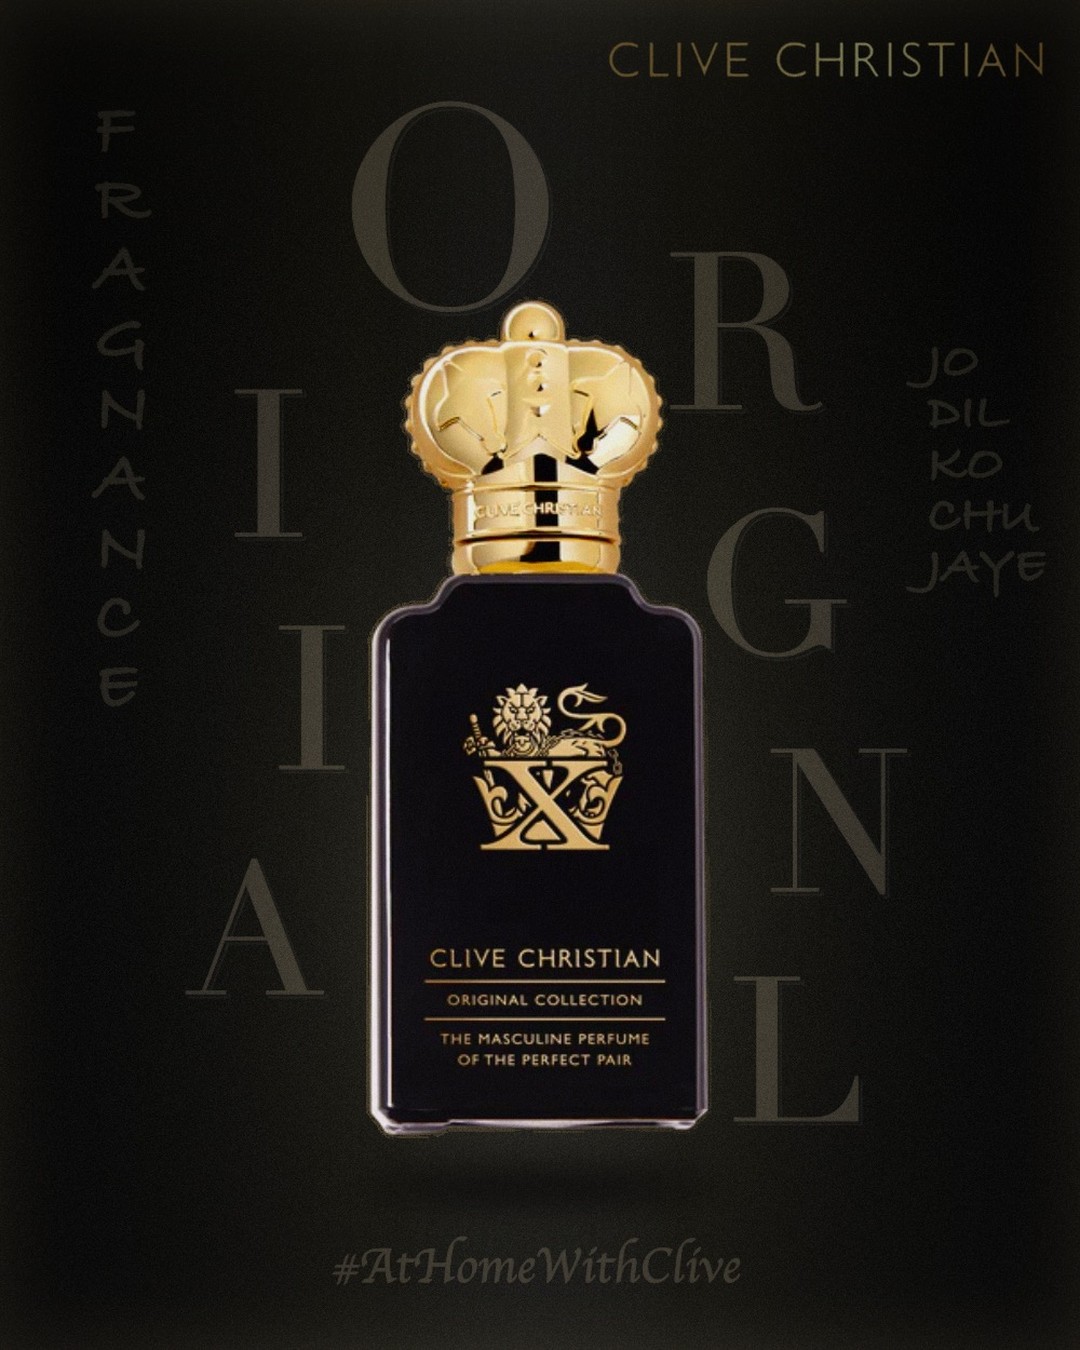 CLIVE CHRISTIAN
FRAGNANCE
ORIGINAL
JO
DIL
KO
CHU
JAYE
CLIVE CHRISTIAN
X
CLIVE CHRISTIAN
ORIGINAL COLLECTION
THE MASCULINE PERFUME
OF THE PERFECT PAIR
#AtHomeWithClive